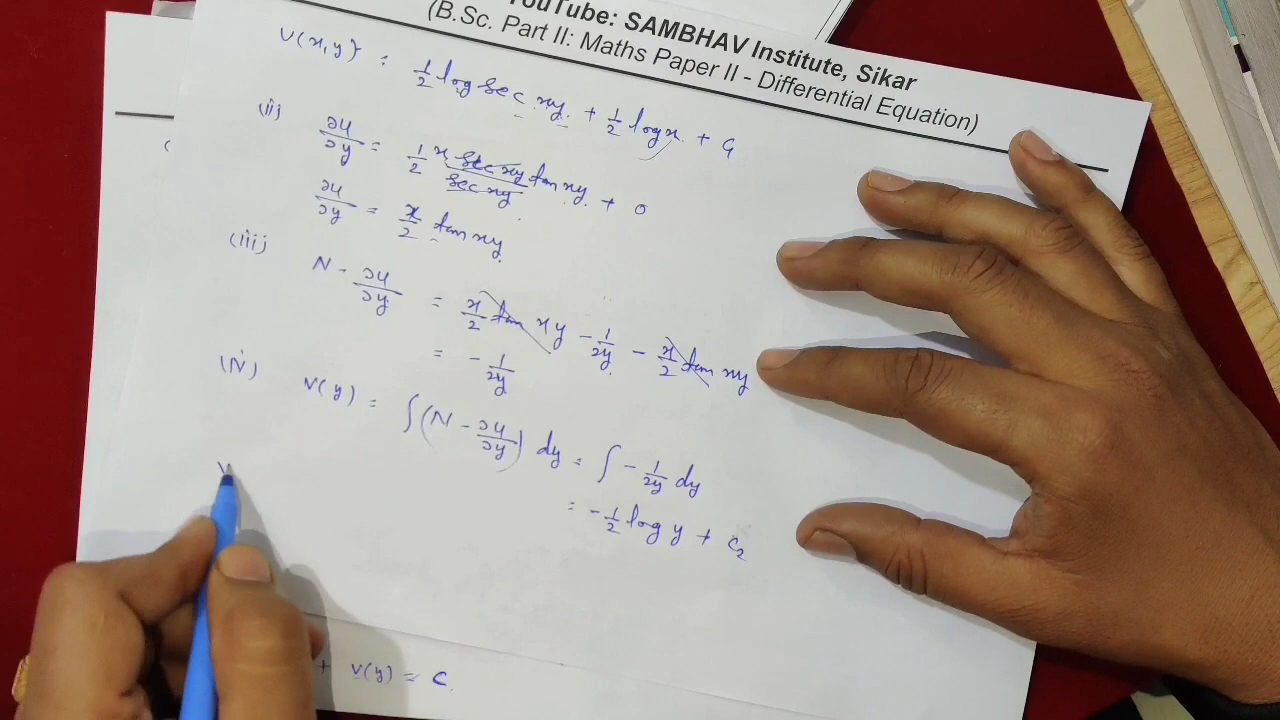 YouTube: SAMBHAV Institute, Sikar
(B.Sc. Part II: Maths Paper II - Differential Equation)
U(x,y) = 1/2 log sec xy + 1/2 log x + C1
(ii) ∂U/∂y = 1/2 x sec xy tan xy / sec xy + 0
∂U/∂y = x/2 tan xy
(iii) N - ∂U/∂y = x/2 tan xy - 1/2y - x/2 tan xy
= - 1/2y
(iv) V(y) = ∫(N - ∂U/∂y) dy = ∫ - 1/2y dy
= - 1/2 log y + C2
+ V(y) = C